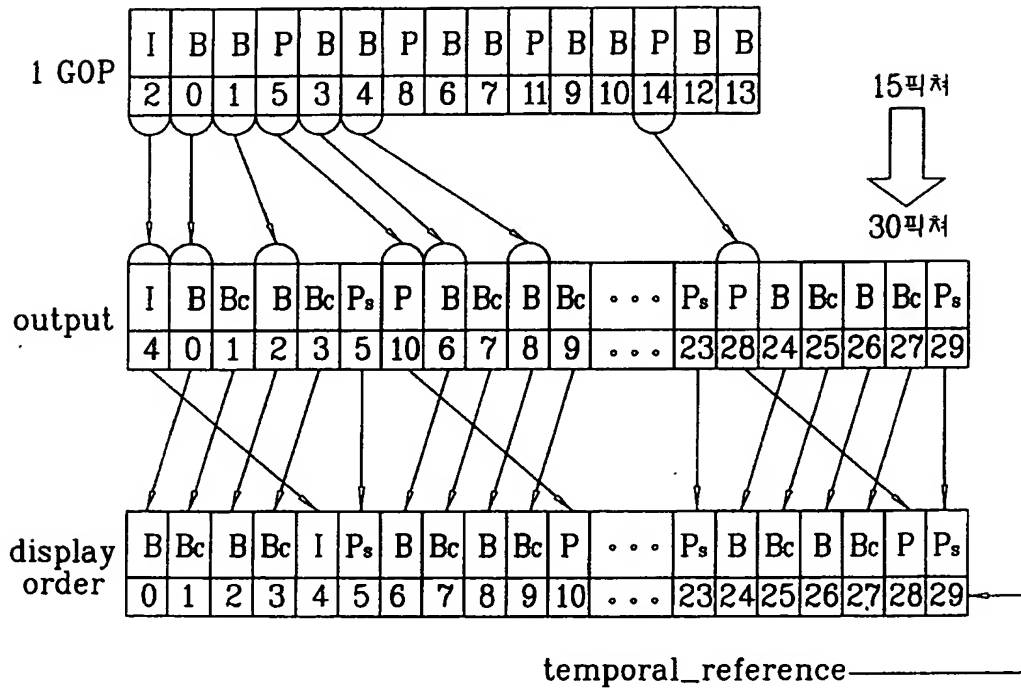 I B B P B B P B B P B B P B B
1 GOP
2 0 1 5 3 4 8 6 7 11 9 10 14 12 13
15픽쳐
30픽쳐
I B Bc B Bc Ps P B Bc B Bc ∘ ∘ ∘ Ps P B Bc B Bc Ps
output
4 0 1 2 3 5 10 6 7 8 9 ∘ ∘ ∘ 23 28 24 25 26 27 29
B Bc B Bc I Ps B Bc B Bc P ∘ ∘ ∘ Ps B Bc B Bc P Ps
display
order
0 1 2 3 4 5 6 7 8 9 10 ∘ ∘ ∘ 23 24 25 26 27 28 29
temporal_reference